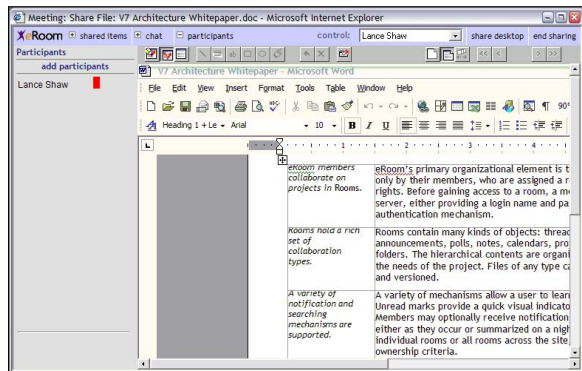 Meeting: Share File: V7 Architecture Whitepaper.doc - Microsoft Internet Explorer
eRoom shared items chat participants control: Lance Shaw share desktop end sharing
Participants
add participants
Lance Shaw
V7 Architecture Whitepaper - Microsoft Word
File Edit View Insert Format Tools Table Window
90%
Heading 1 + Le Arial 10 B I U
1 2 3 4
eRoom members
collaborate on
projects in Rooms.
eRoom's primary organizational element is t
only by their members, who are assigned a r
rights. Before gaining access to a room, a m
server, either providing a login name and pa
authentication mechanism.
Rooms hold a rich
set of
collaboration
types.
Rooms contain many kinds of objects: thread
announcements, polls, notes, calendars, pro
folders. The hierarchical contents are organi
the needs of the project. Files of any type ca
and versioned.
A variety of
notification and
searching
mechanisms are
supported.
A variety of mechanisms allow a user to lear
Unread marks provide a quick visual indicato
Members may optionally receive notification
either as they occur or summarized on a nigh
individual rooms or all rooms across the site,
ownership criteria.